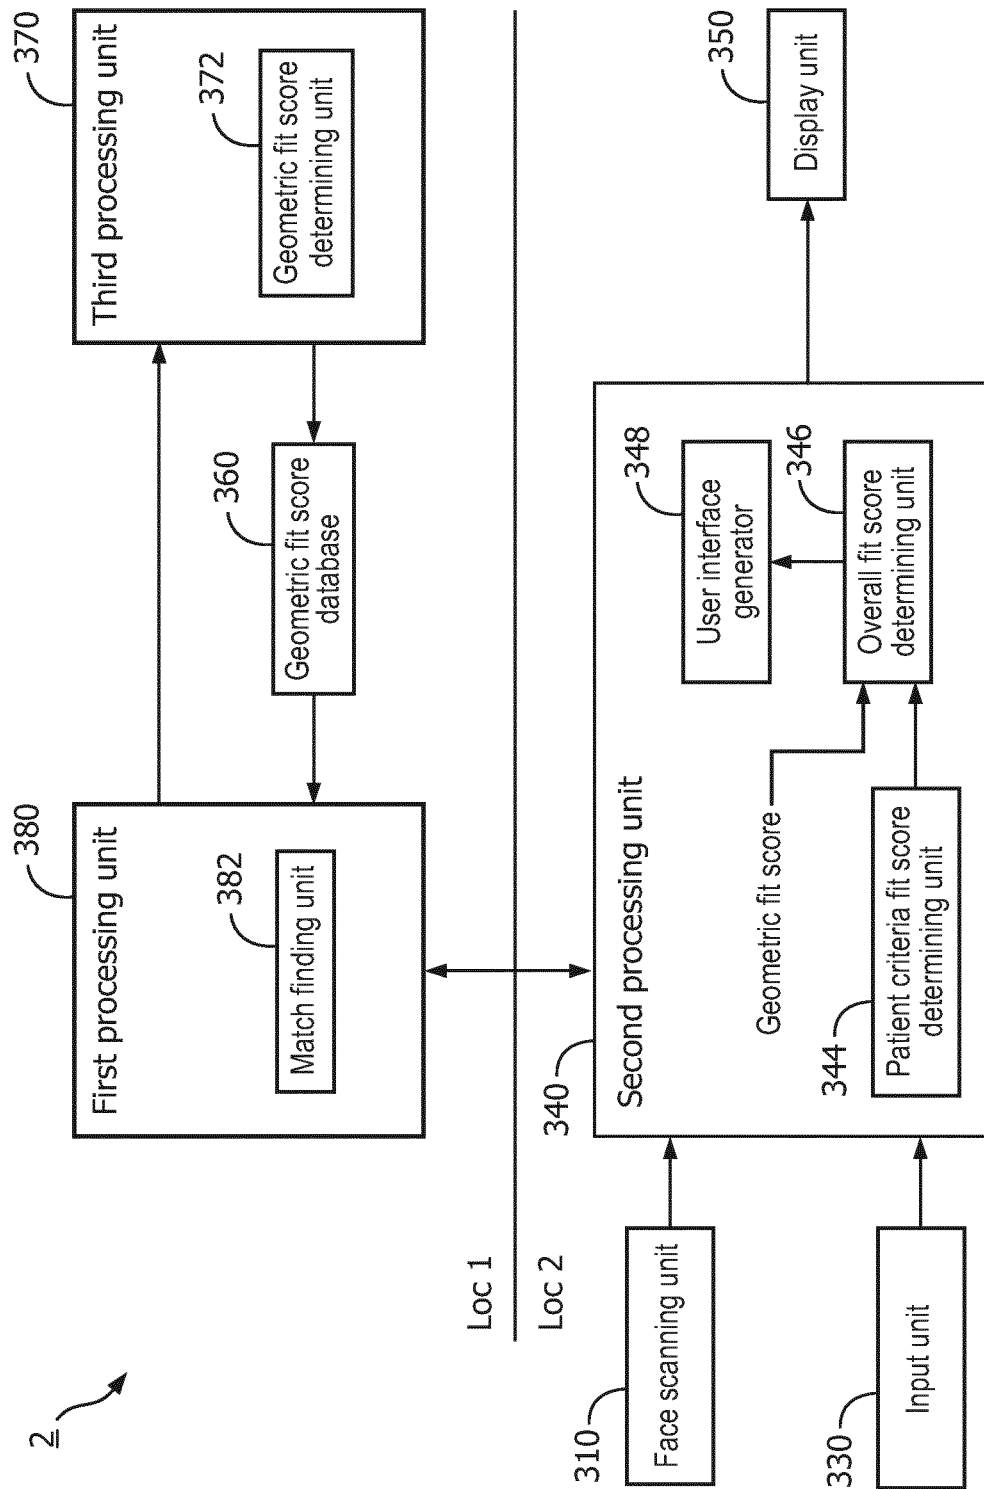 2
380
First processing unit
382
Match finding unit
360
Geometric fit score
database
370
Third processing unit
372
Geometric fit score
determining unit
Loc 1
Loc 2
310
Face scanning unit
330
Input unit
340
Second processing unit
Geometric fit score
344
Patient criteria fit score
determining unit
348
User interface
generator
346
Overall fit score
determining unit
350
Display unit